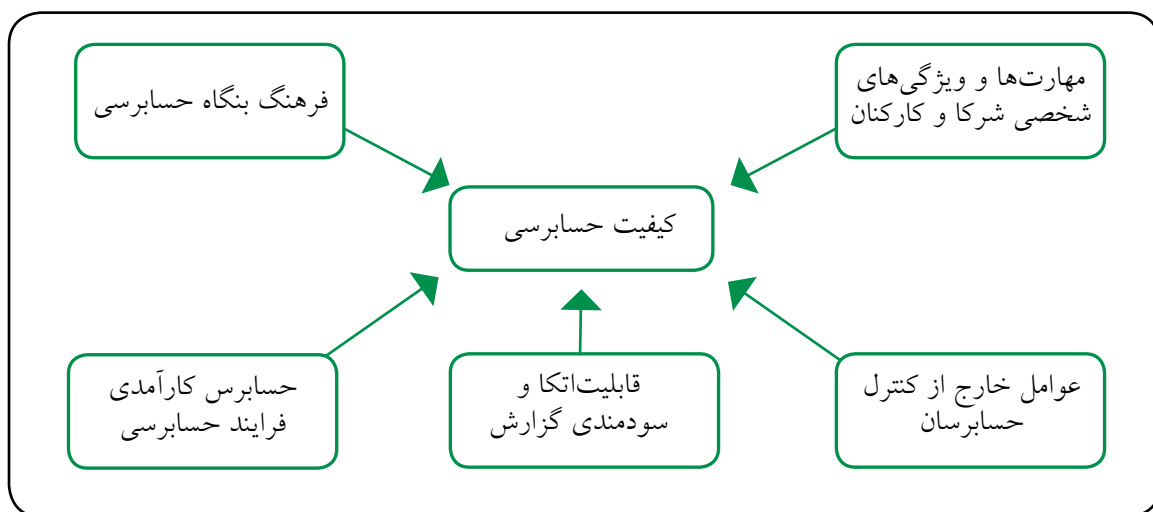 مهارت‌ها و ویژگی‌های
شخصی شرکا و کارکنان
فرهنگ بنگاه حسابرسی
کیفیت حسابرسی
عوامل خارج از کنترل
حسابرسان
قابلیت‌اتکا و
سودمندی گزارش
حسابرس کارآمدی
فرایند حسابرسی